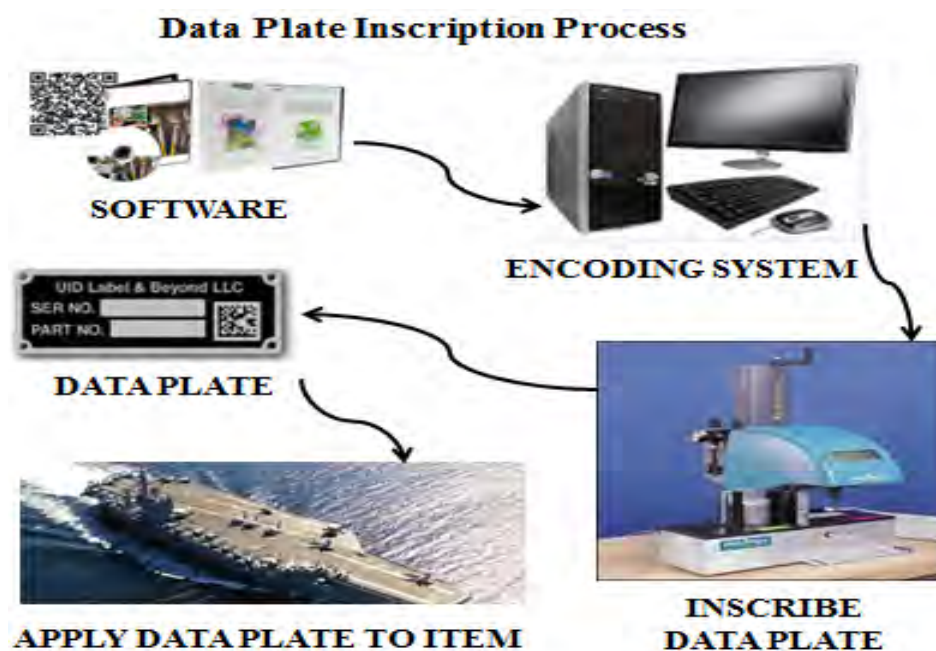 Data Plate Inscription Process
SOFTWARE
ENCODING SYSTEM
UID Label & Beyond LLC
SER NO.
PART NO.
DATA PLATE
INSCRIBE
DATA PLATE
APPLY DATA PLATE TO ITEM